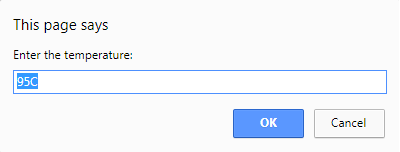 This page says
Enter the temperature:
95C
OK
Cancel